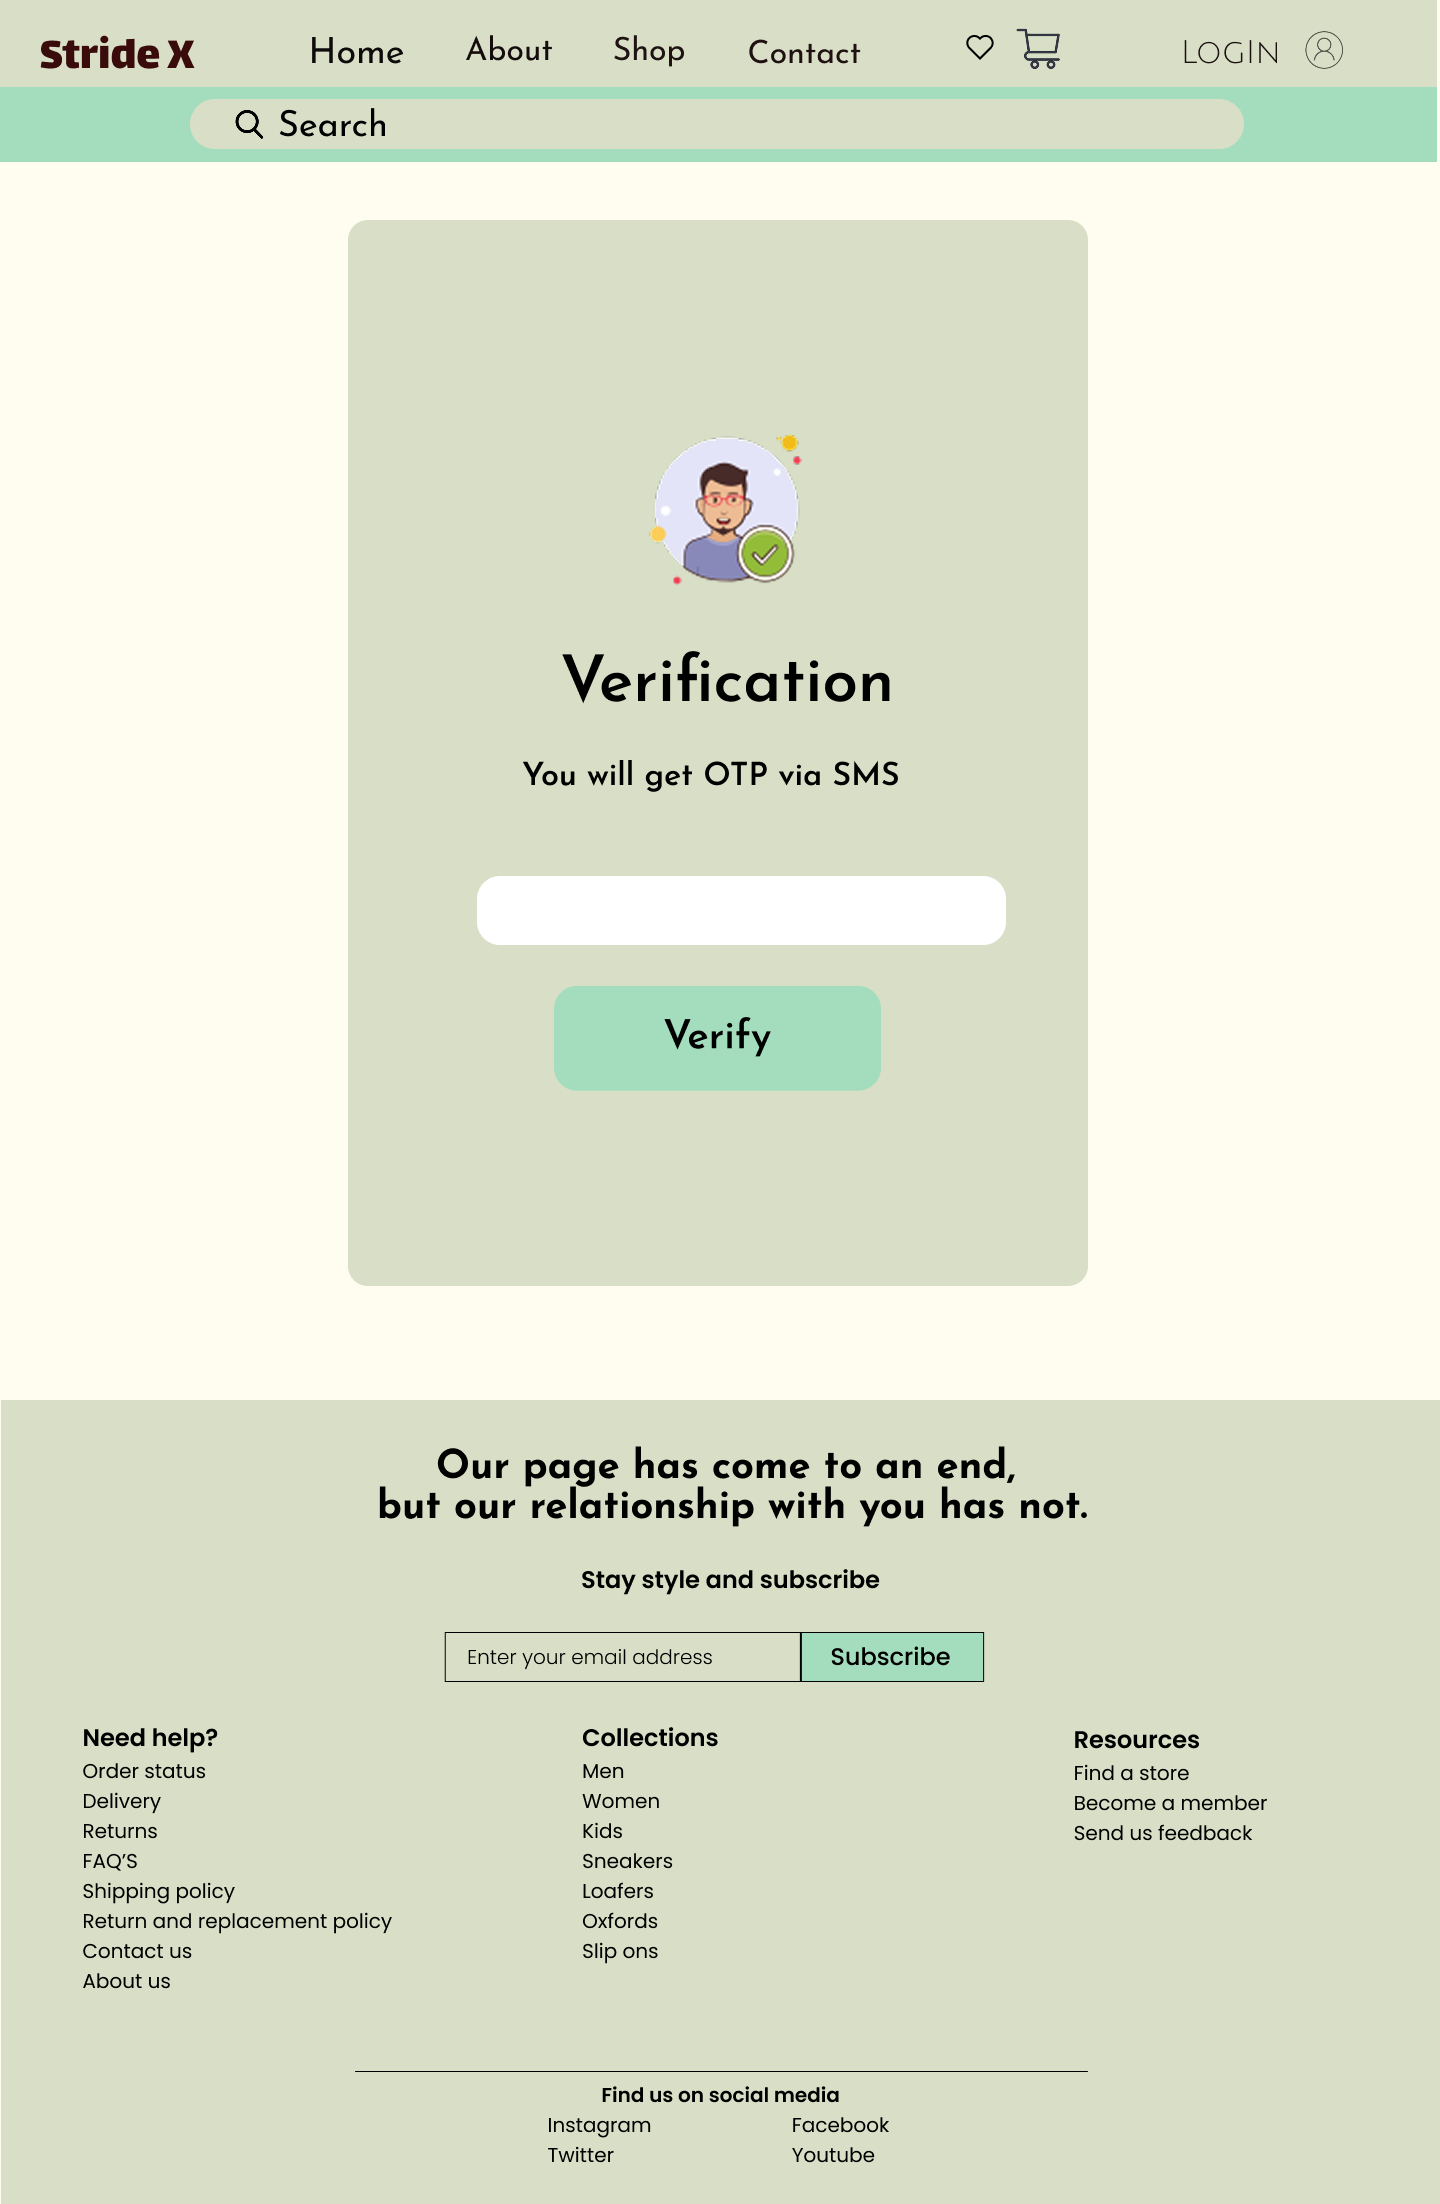 Stride X
Home
About
Shop
Contact
LOGIN
Search
Verification
You will get OTP via SMS
Verify
Our page has come to an end,
but our relationship with you has not.
Stay style and subscribe
Enter your email address
Subscribe
Need help?
Order status
Delivery
Returns
FAQ’S
Shipping policy
Return and replacement policy
Contact us
About us
Collections
Men
Women
Kids
Sneakers
Loafers
Oxfords
Slip ons
Resources
Find a store
Become a member
Send us feedback
Find us on social media
Instagram
Facebook
Twitter
Youtube